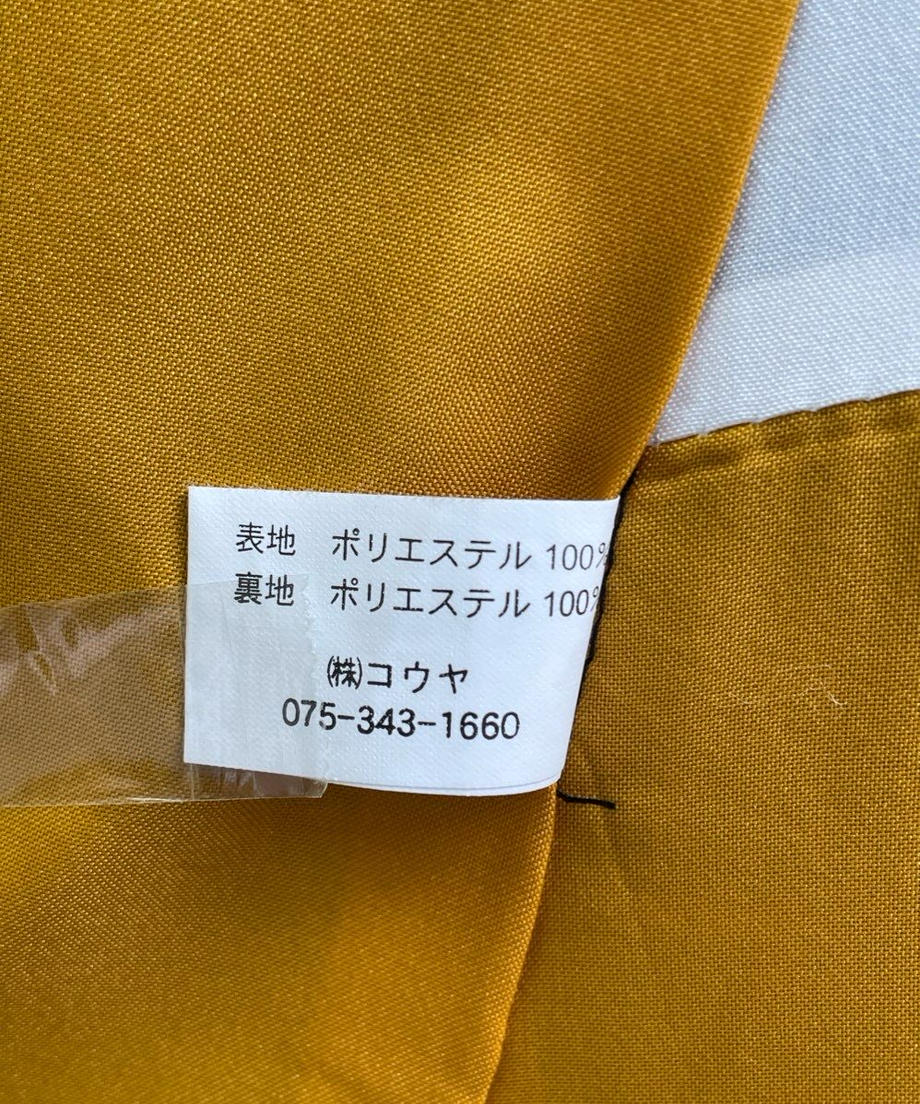 表地　ポリエステル 100%
裏地　ポリエステル 100%
㈱コウヤ
075-343-1660